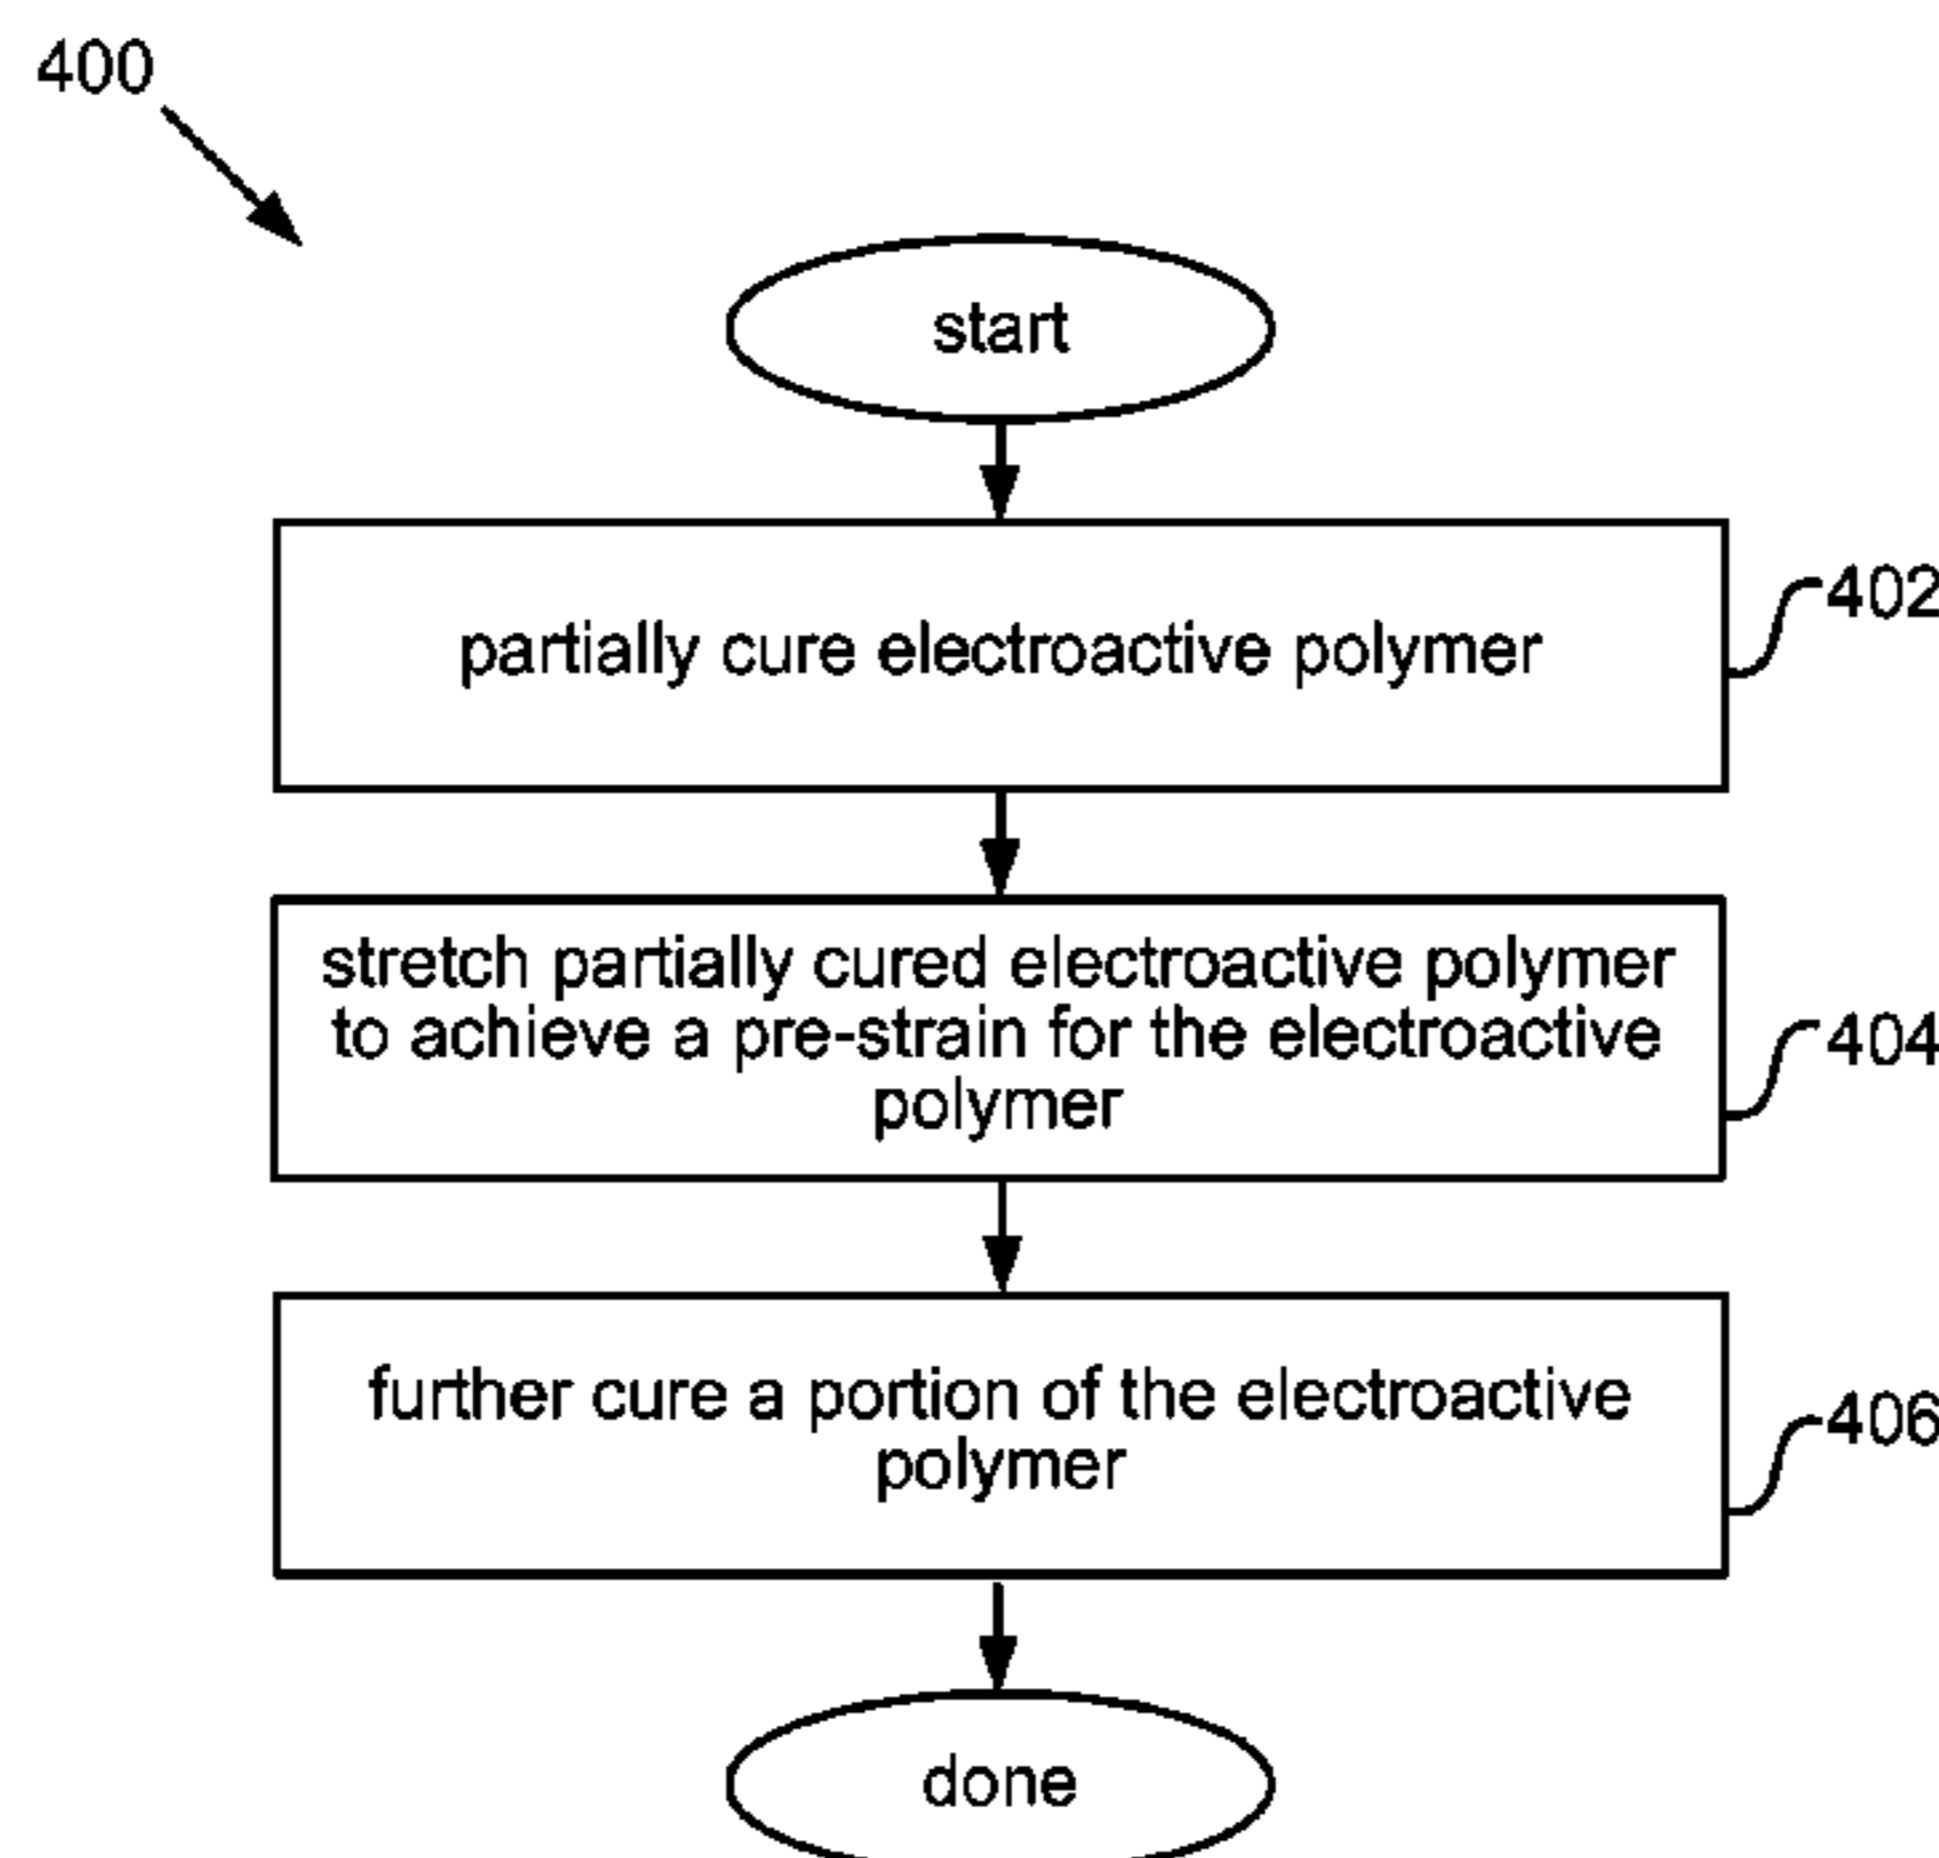 400
start
partially cure electroactive polymer
402
stretch partially cured electroactive polymer
to achieve a pre-strain for the electroactive
polymer
404
further cure a portion of the electroactive
polymer
406
done